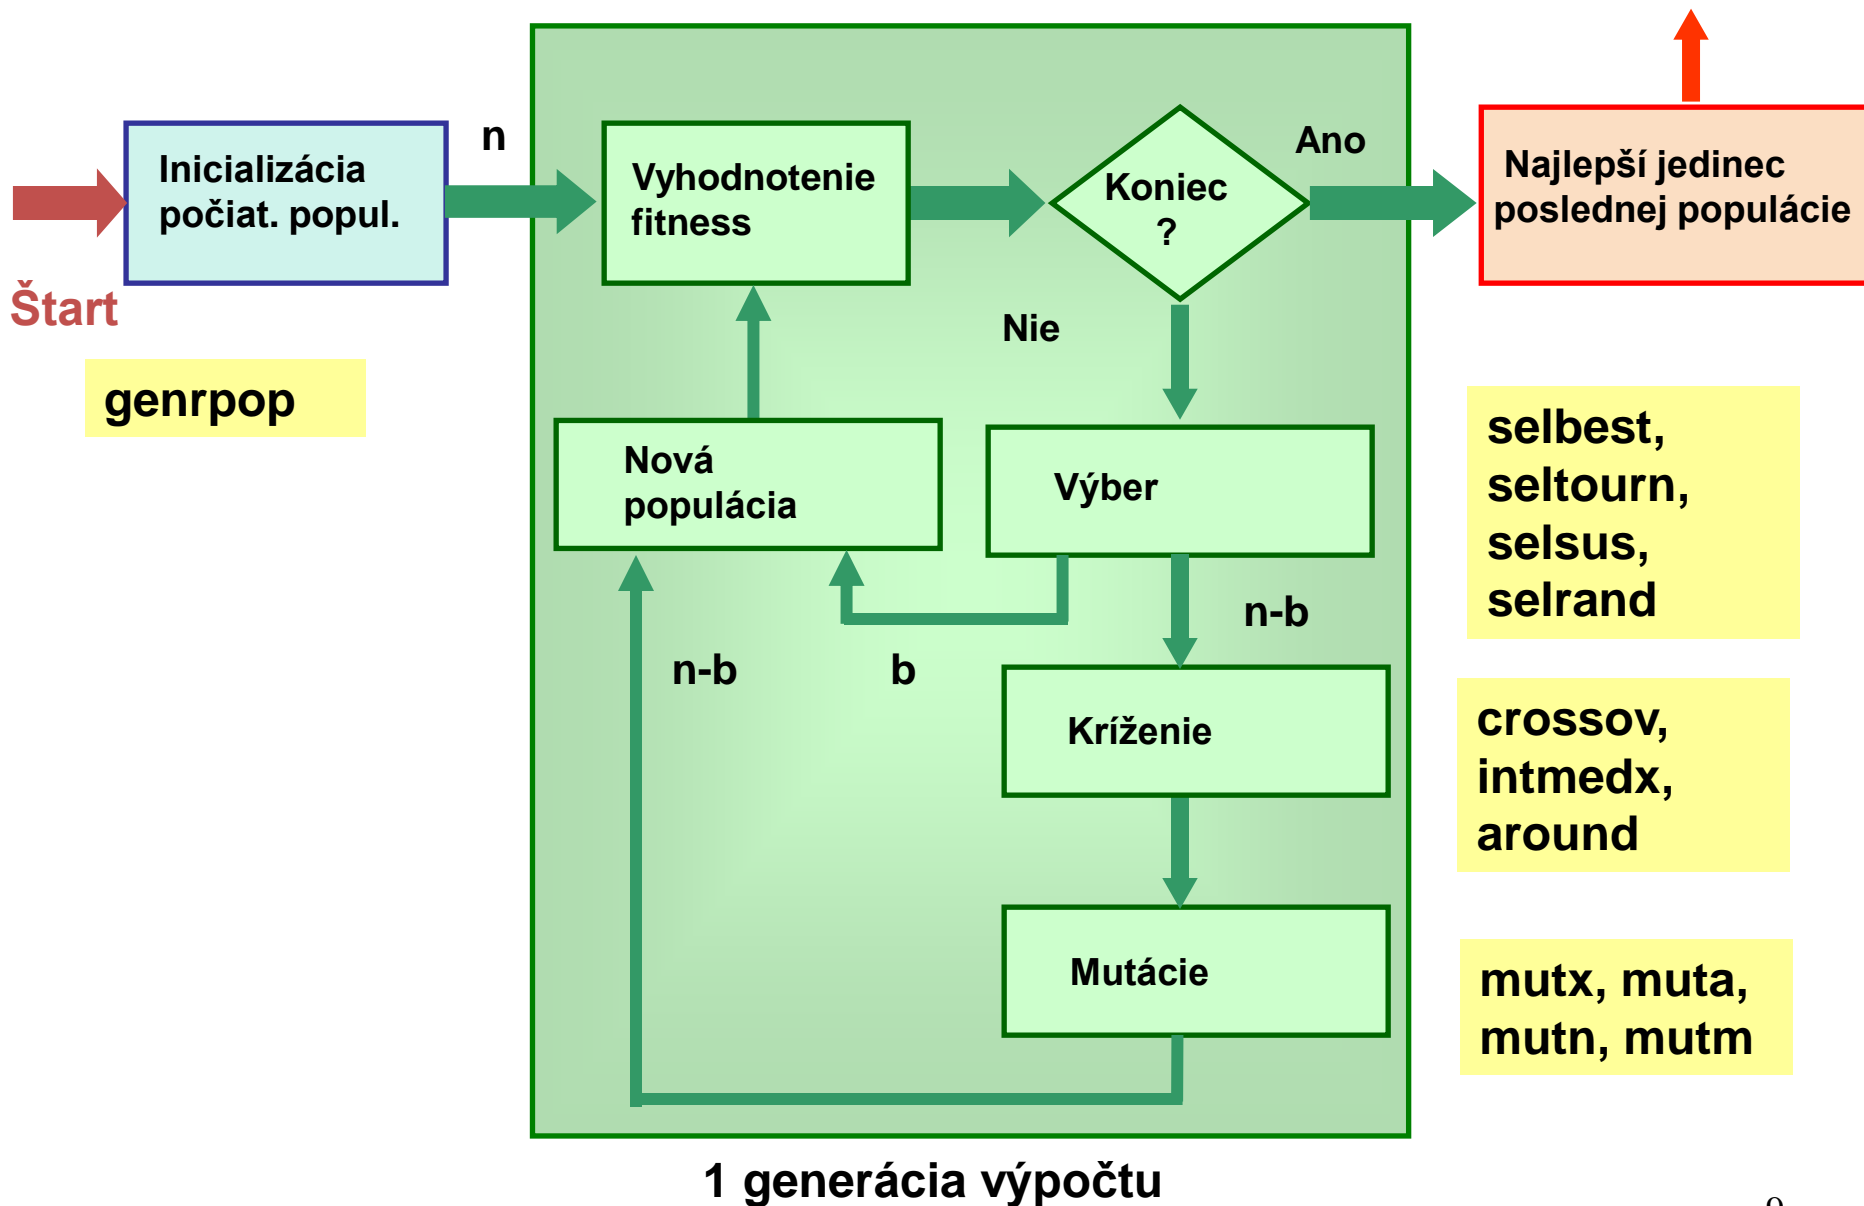 Štart
Inicializácia
počiat. popul.
genrpop
n
Vyhodnotenie
fitness
Koniec
?
Ano
Najlepší jedinec
poslednej populácie
Nie
Nová
populácia
Výber
n-b
b
n-b
Kríženie
Mutácie
selbest,
seltourn,
selsus,
selrand
crossov,
intmedx,
around
mutx, muta,
mutn, mutm
1 generácia výpočtu